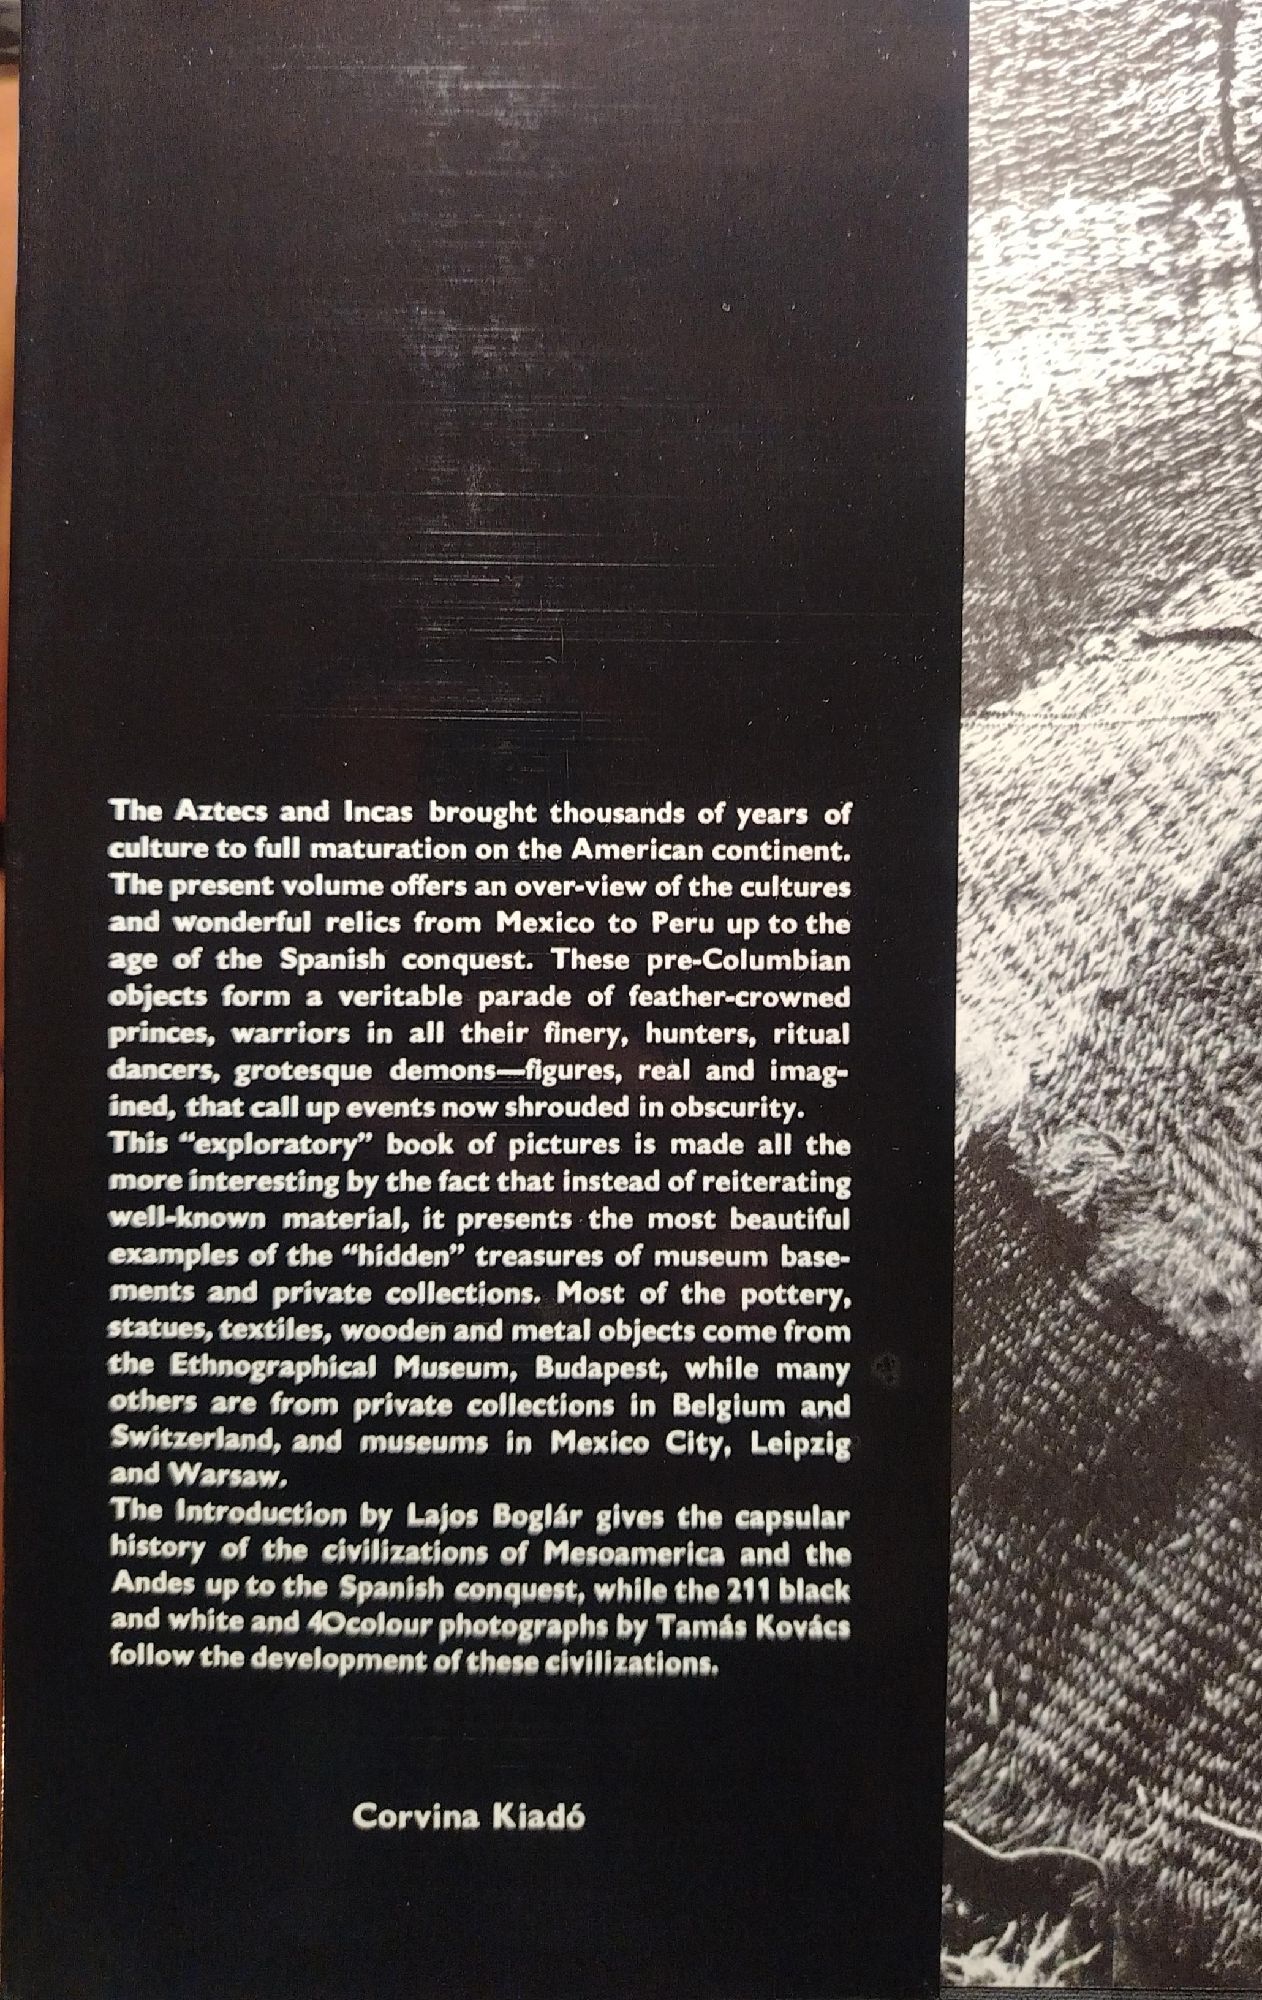 The Aztecs and Incas brought thousands of years of
culture to full maturation on the American continent.
The present volume offers an over-view of the cultures
and wonderful relics from Mexico to Peru up to the
age of the Spanish conquest. These pre-Columbian
objects form a veritable parade of feather-crowned
princes, warriors in all their finery, hunters, ritual
dancers, grotesque demons—figures, real and imag-
ined, that call up events now shrouded in obscurity.
This “exploratory” book of pictures is made all the
more interesting by the fact that instead of reiterating
well-known material, it presents the most beautiful
examples of the “hidden” treasures of museum base-
ments and private collections. Most of the pottery,
statues, textiles, wooden and metal objects come from
the Ethnographical Museum, Budapest, while many
others are from private collections in Belgium and
Switzerland, and museums in Mexico City, Leipzig
and Warsaw.
The Introduction by Lajos Boglár gives the capsular
history of the civilizations of Mesoamerica and the
Andes up to the Spanish conquest, while the 211 black
and white and 40colour photographs by Tamás Kovács
follow the development of these civilizations.
Corvina Kiadó